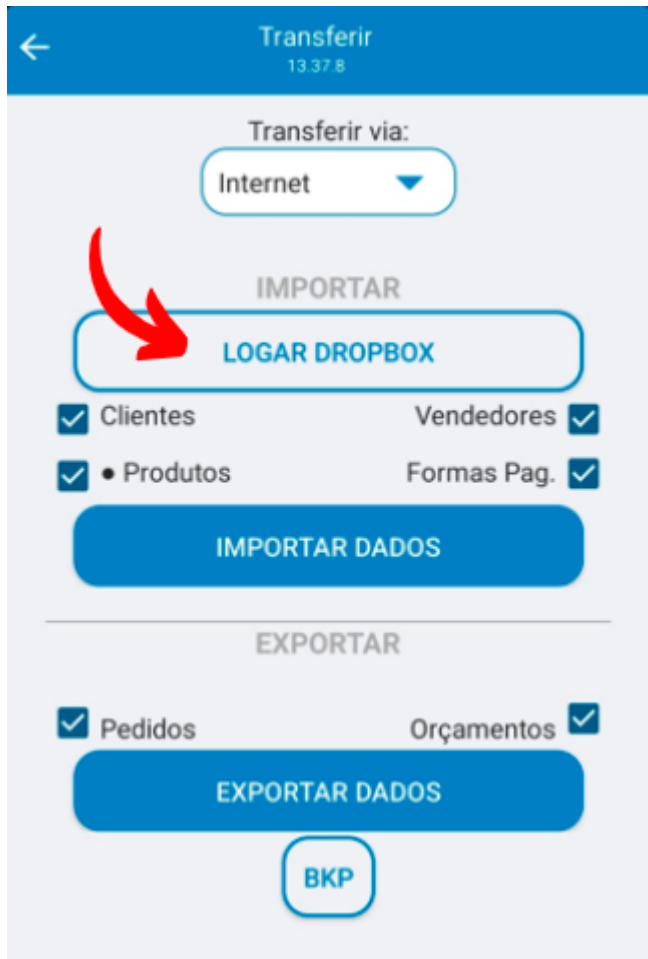 Transferir
13.37.8
Transferir via:
Internet
IMPORTAR
LOGAR DROPBOX
Clientes Vendedores
• Produtos Formas Pag.
IMPORTAR DADOS
EXPORTAR
Pedidos Orçamentos
EXPORTAR DADOS
BKP